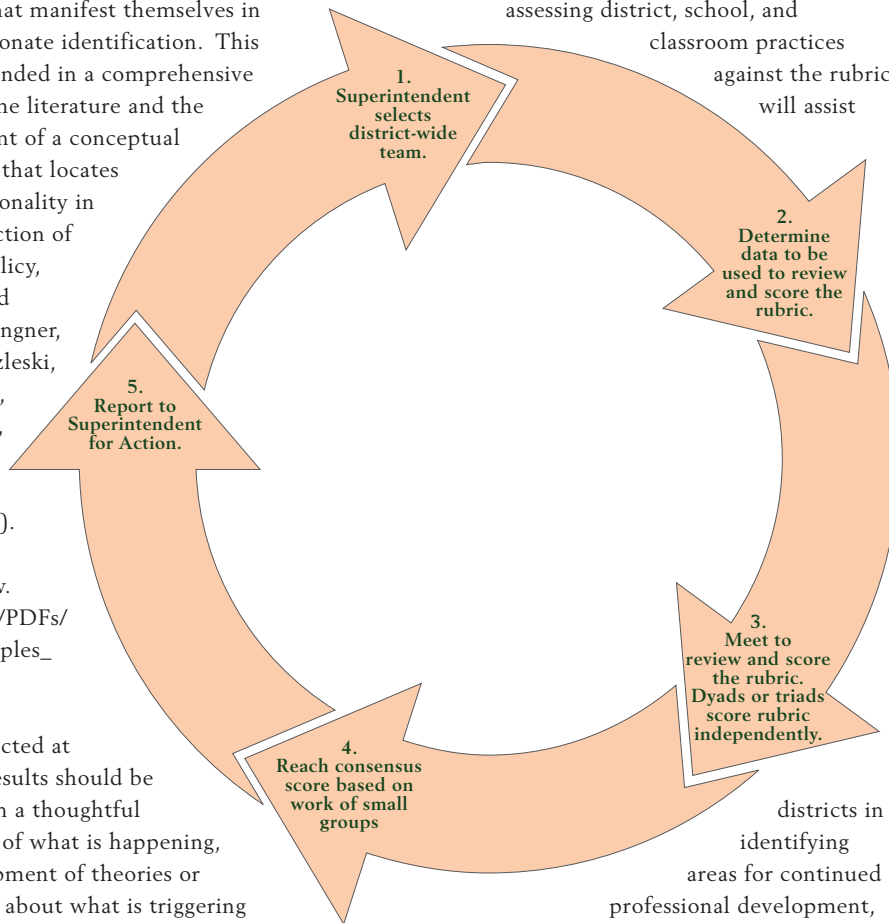 hat manifest themselves in
onate identification. This
nded in a comprehensive
he literature and the
nt of a conceptual
that locates
onality in
ction of
licy,
d
ngner,
zleski,
,
,
).
w.
/PDFs/
ples_
cted at
esults should be
n a thoughtful
of what is happening,
pment of theories or
about what is triggering
1.
Superintendent
selects
district-wide
team.
2.
Determine
data to be
used to review
and score the
rubric.
3.
Meet to
review and score
the rubric.
Dyads or triads
score rubric
independently.
4.
Reach consensus
score based on
work of small
groups
5.
Report to
Superintendent
for Action.
assessing district, school, and
classroom practices
against the rubric
will assist
districts in
identifying
areas for continued
professional development,